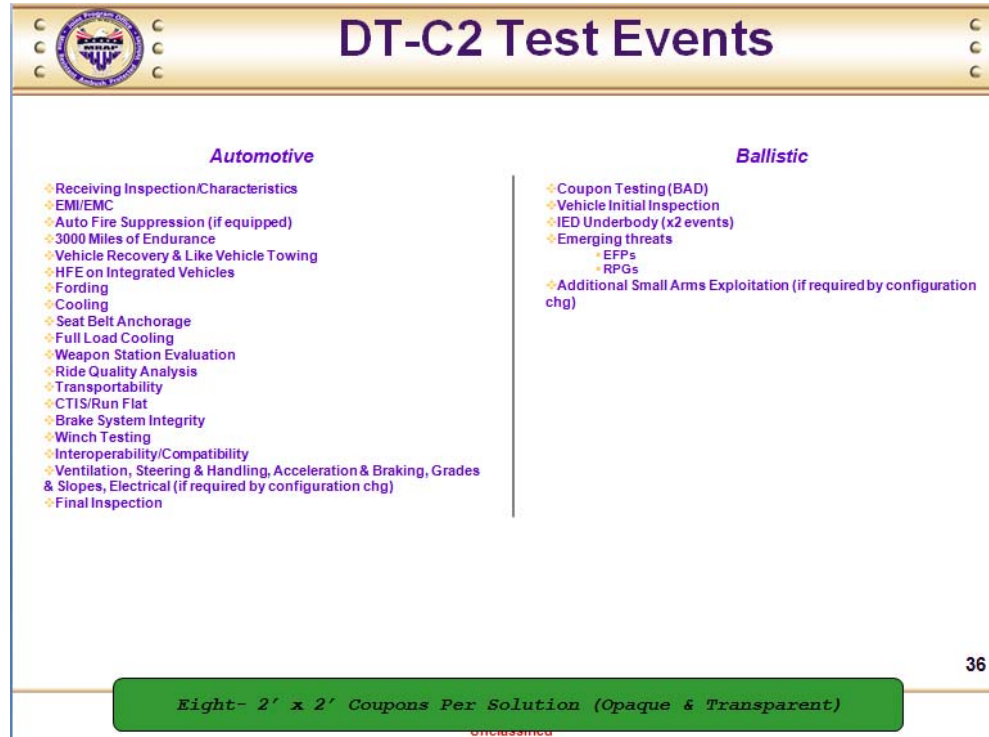 DT-C2 Test Events
MRAP
Automotive
Receiving Inspection/Characteristics
EMI/EMC
Auto Fire Suppression (if equipped)
3000 Miles of Endurance
Vehicle Recovery & Like Vehicle Towing
HFE on Integrated Vehicles
Fording
Cooling
Seat Belt Anchorage
Full Load Cooling
Weapon Station Evaluation
Ride Quality Analysis
Transportability
CTIS/Run Flat
Brake System Integrity
Winch Testing
Interoperability/Compatibility
Ventilation, Steering & Handling, Acceleration & Braking, Grades
& Slopes, Electrical (if required by configuration chg)
Final Inspection
Ballistic
Coupon Testing (BAD)
Vehicle Initial Inspection
IED Underbody (x2 events)
Emerging threats
EFPs
RPGs
Additional Small Arms Exploitation (if required by configuration
chg)
36
Eight- 2' x 2' Coupons Per Solution (Opaque & Transparent)
Unclassified